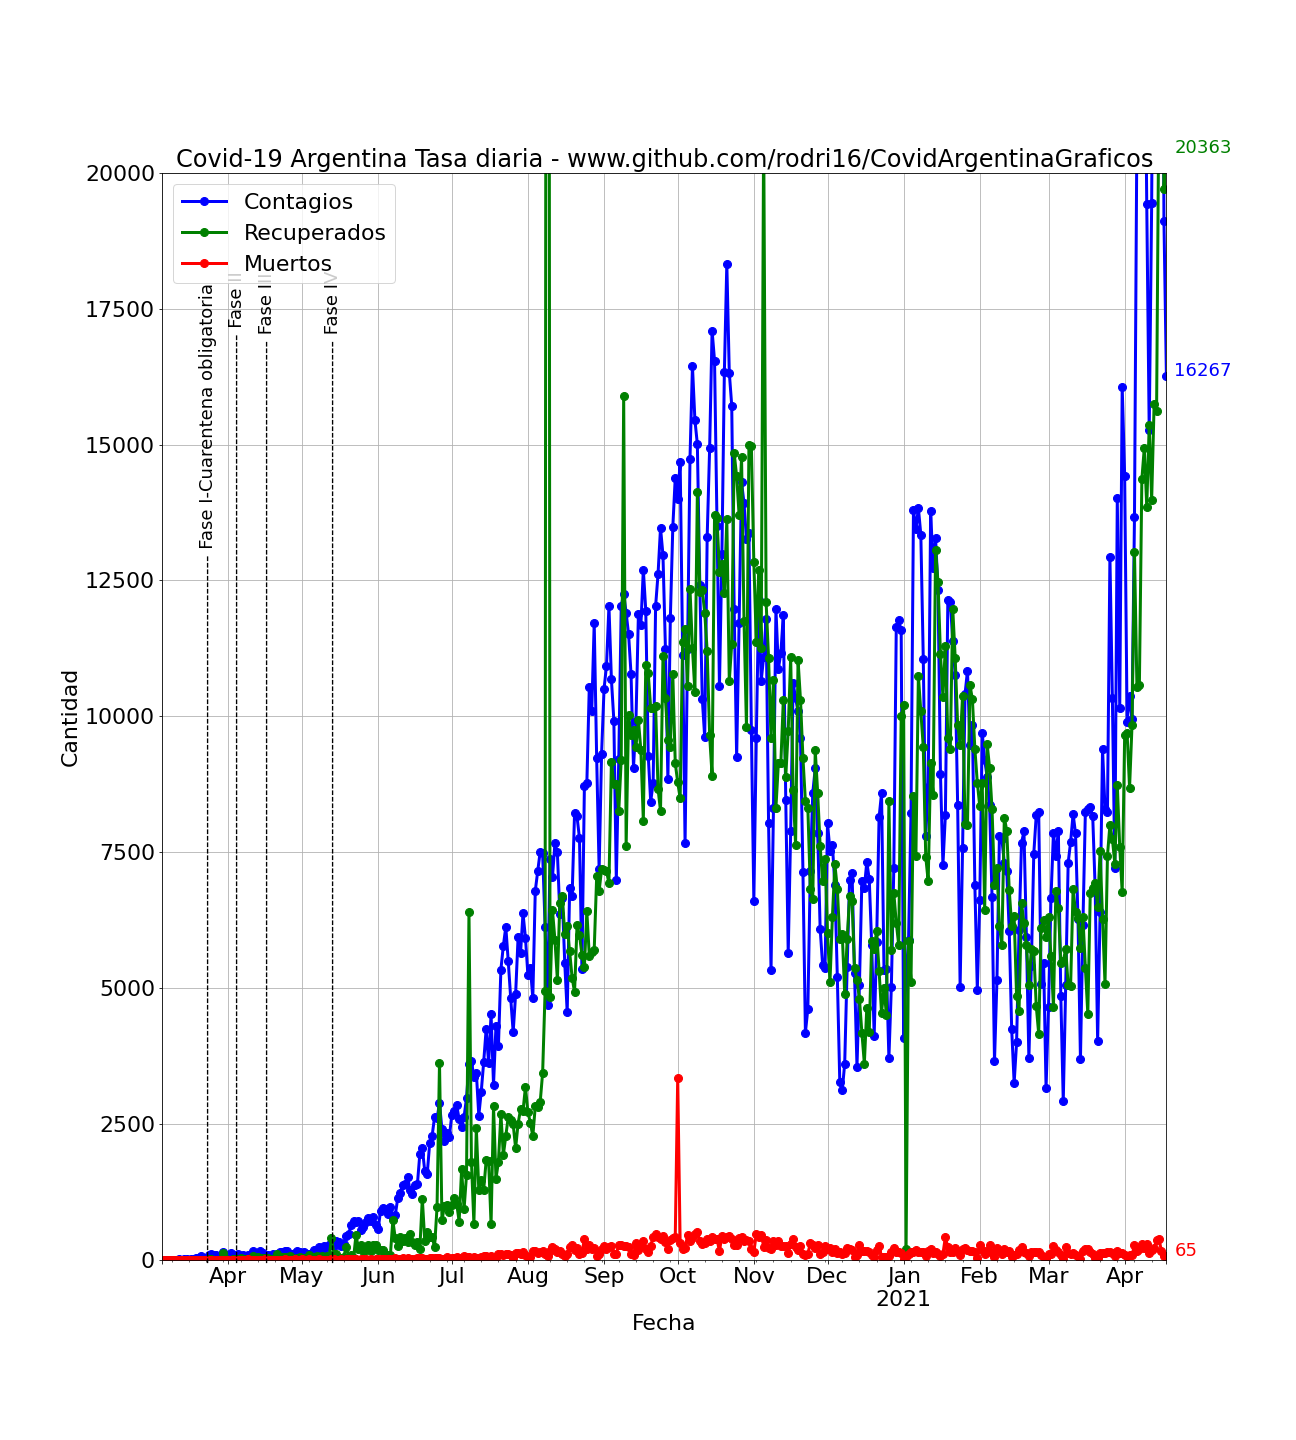 Covid-19 Argentina Tasa diaria - www.github.com/rodri16/CovidArgentinaGraficos
20363
20000
Contagios
Recuperados
Muertos
Fase I-Cuarentena obligatoria
Fase II
Fase III
Fase IV
17500
16267
15000
12500
10000
7500
5000
2500
0
65
Cantidad
Apr
May
Jun
Jul
Aug
Sep
Oct
Nov
Dec
Jan
2021
Feb
Mar
Apr
Fecha